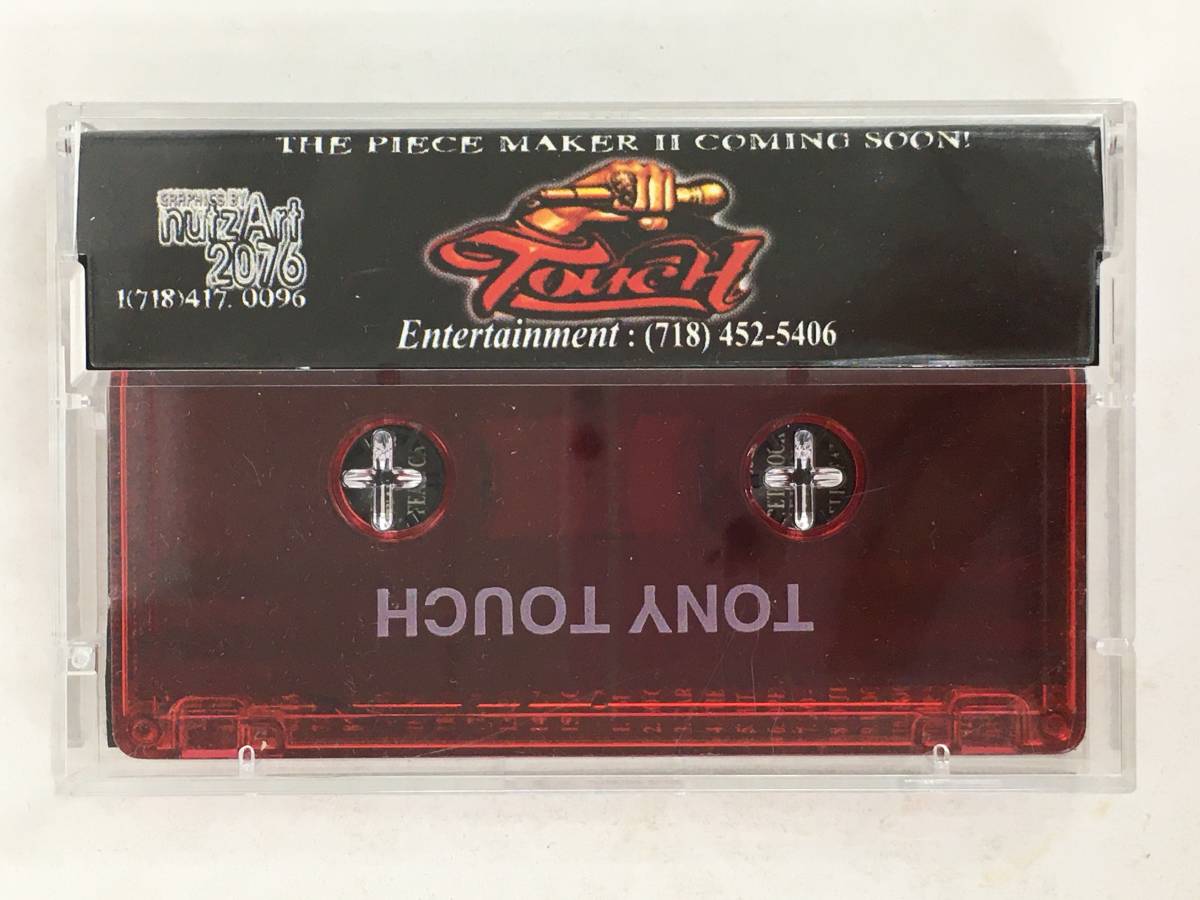 THE PIECE MAKER II COMING SOON!
GRAPHICS BY
nutzArt
2076
1(718)417. 0096
Touch
Entertainment : (718) 452-5406
TONY TOUCH